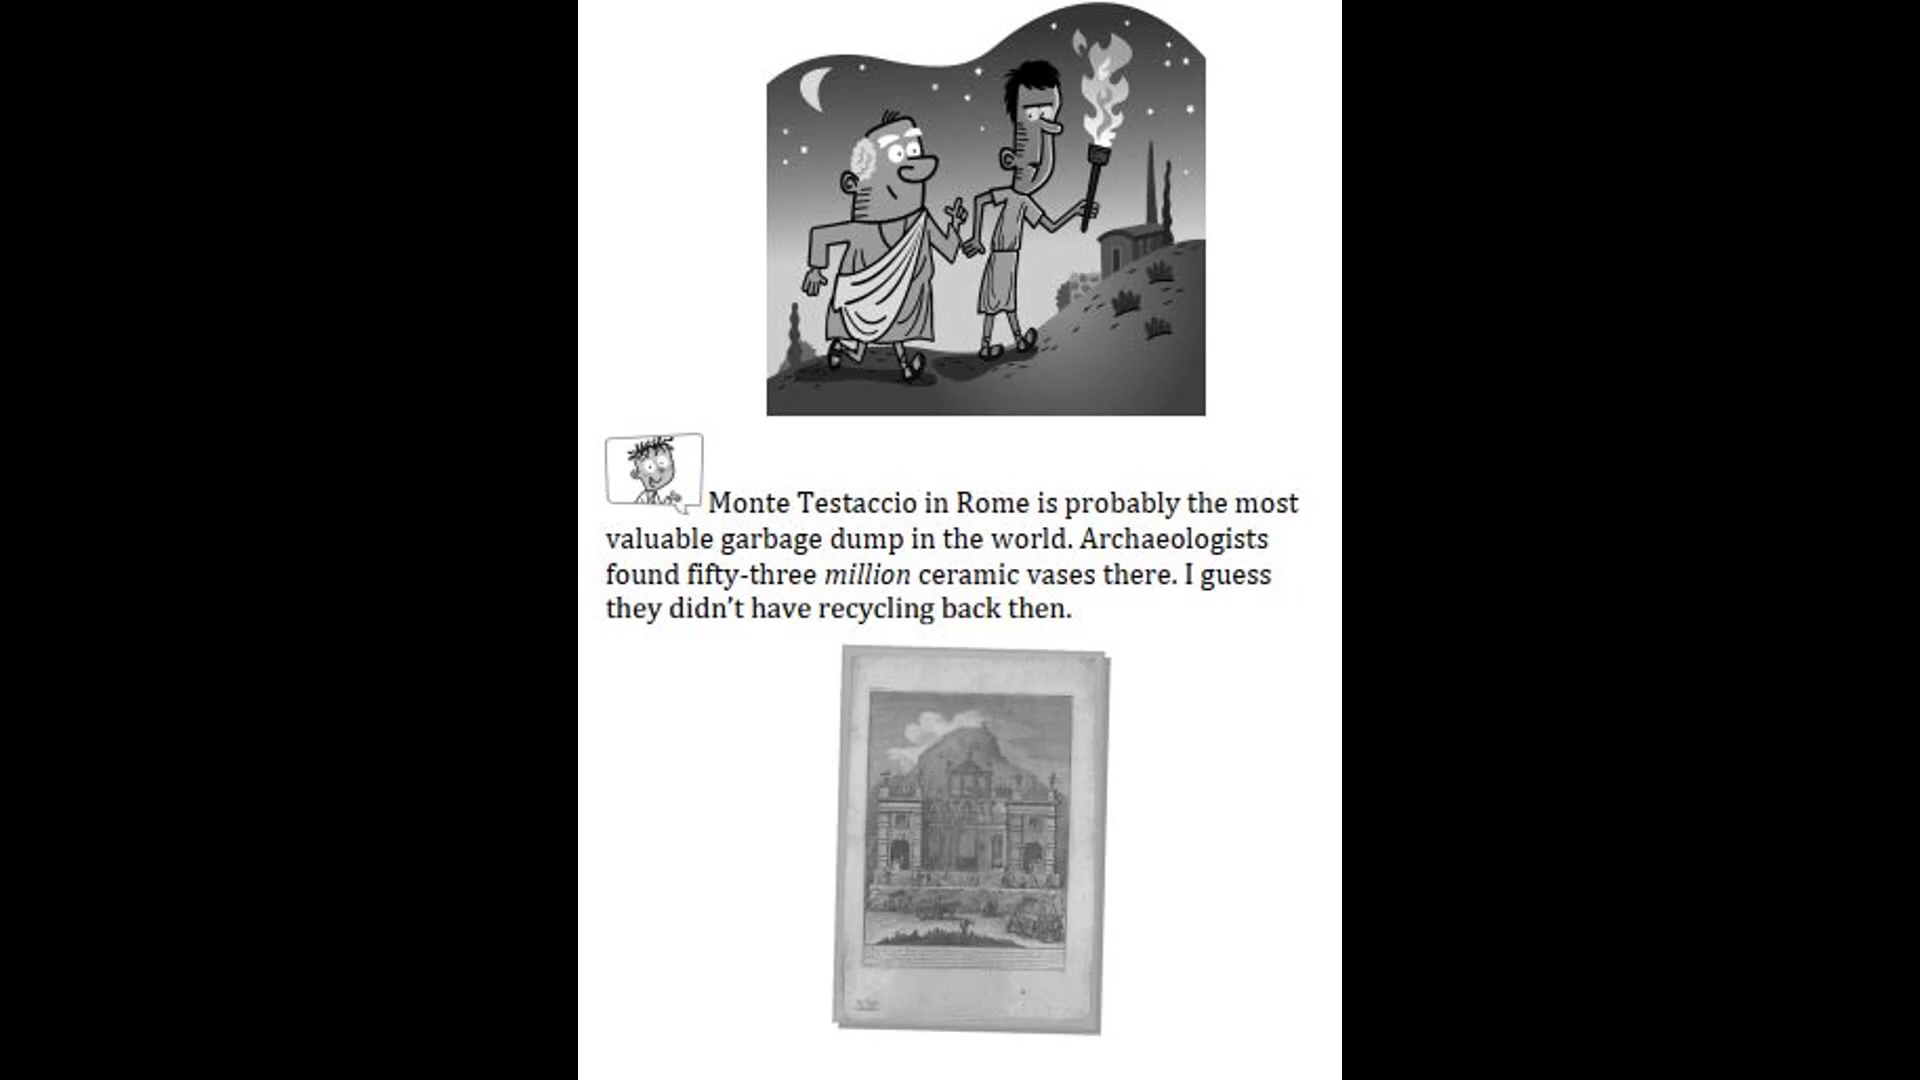 Monte Testaccio in Rome is probably the most
valuable garbage dump in the world. Archaeologists
found fifty-three million ceramic vases there. I guess
they didn’t have recycling back then.